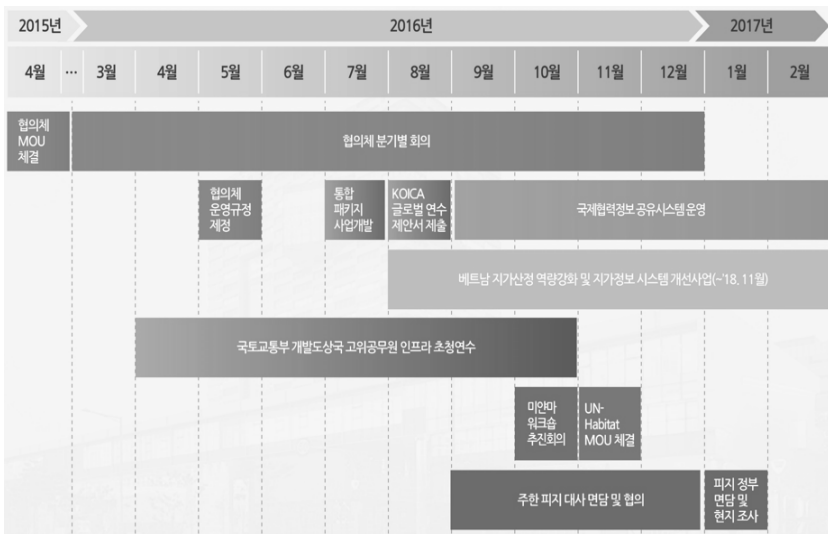 2015년 2016년 2017년
4월 ··· 3월 4월 5월 6월 7월 8월 9월 10월 11월 12월 1월 2월
협의체
MOU
체결
협의체 분기별 회의
협의체
운영규정
제정
통합
패키지
사업개발
KOICA
글로벌 연수
제안서 제출
국제협력정보 공유시스템 운영
베트남 지가산정 역량강화 및 지가정보 시스템 개선사업(~'18. 11월)
국토교통부 개발도상국 고위공무원 인프라 초청연수
미얀마
워크숍
추진회의
UN-
Habitat
MOU 체결
주한 피지 대사 면담 및 협의
피지 정부
면담 및
현지 조사